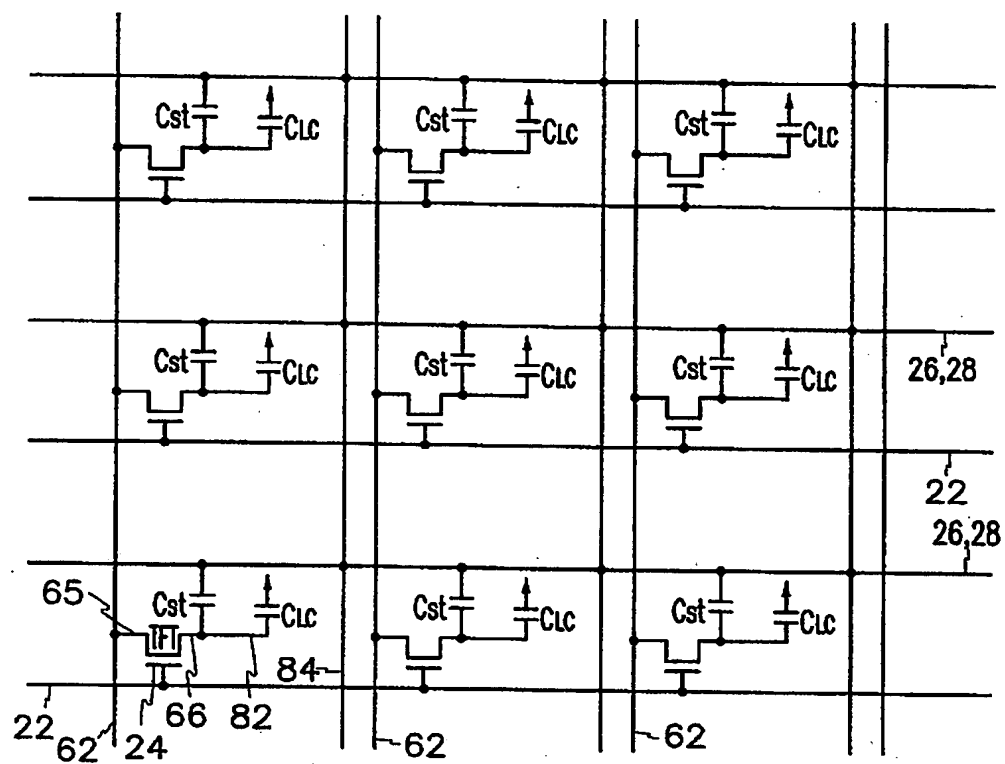 Cst CLC Cst CLC Cst CLC
Cst CLC Cst CLC Cst CLC
26,28
22
26,28
65 TFT Cst CLC Cst CLC Cst CLC
84
22 62 24 66 82 62 62